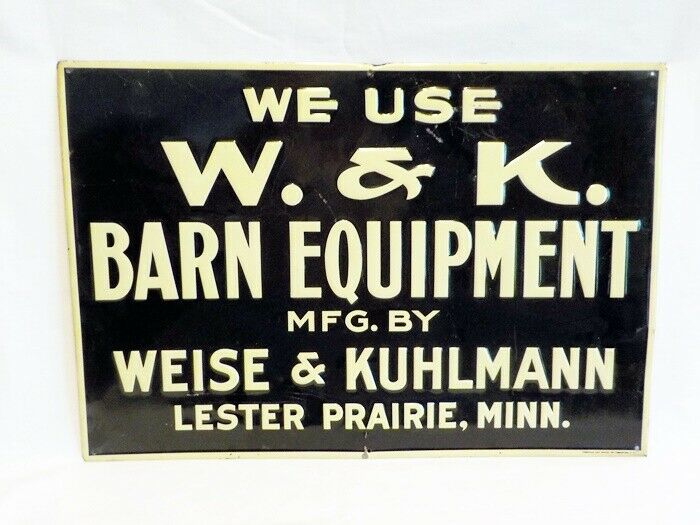 WE USE
W. & K.
BARN EQUIPMENT
MFG. BY
WEISE & KUHLMANN
LESTER PRAIRIE, MINN.